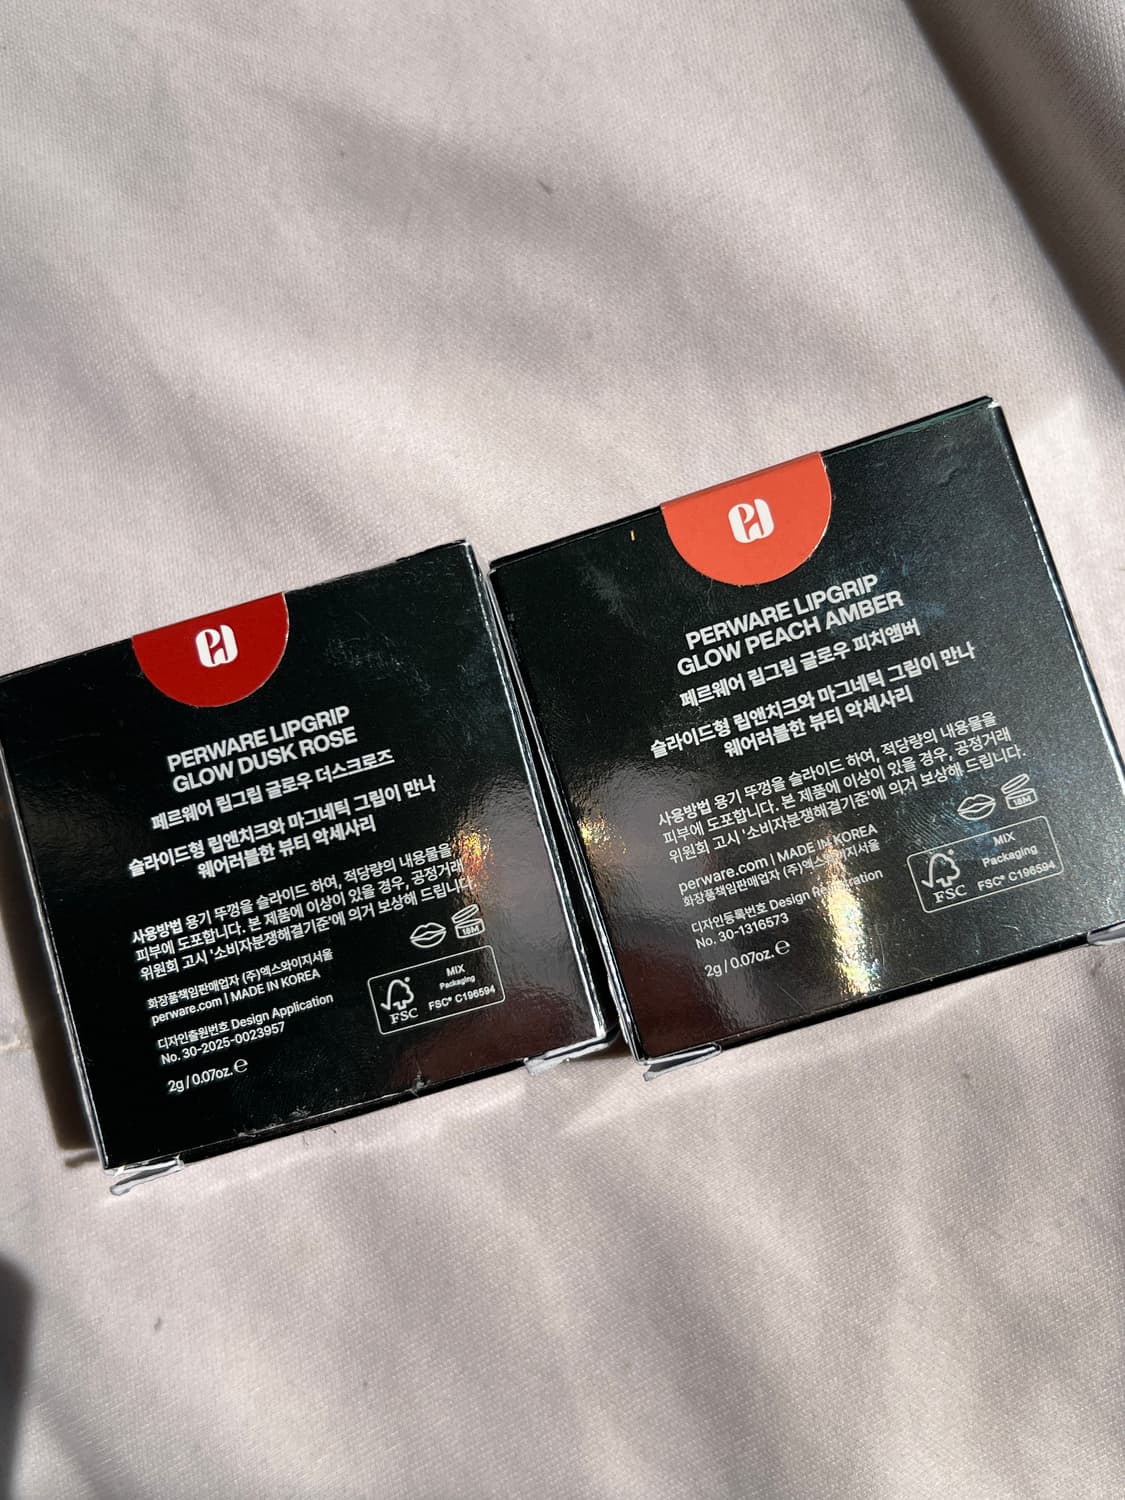 PERWARE LIPGRIP
GLOW DUSK ROSE
페르웨어 립그립 글로우 더스크로즈
슬라이드형 립앤치크와 마그네틱 그립이 만나
웨어러블한 뷰티 악세사리
사용방법 용기 뚜껑을 슬라이드 하여, 적당량의 내용물을
피부에 도포합니다. 본 제품에 이상이 있을 경우, 공정거래
위원회 고시 '소비자분쟁해결기준'에 의거 보상해 드립니다.
화장품책임판매업자 (주)엑스와이지서울
perware.com | MADE IN KOREA
디자인출원번호 Design Application
No. 30-2025-0023957
2g / 0.07oz. ℮
18M
FSC
MIX
Packaging
FSC® C196594
PERWARE LIPGRIP
GLOW PEACH AMBER
페르웨어 립그립 글로우 피치앰버
슬라이드형 립앤치크와 마그네틱 그립이 만나
웨어러블한 뷰티 악세사리
사용방법 용기 뚜껑을 슬라이드 하여, 적당량의 내용물을
피부에 도포합니다. 본 제품에 이상이 있을 경우, 공정거래
위원회 고시 '소비자분쟁해결기준'에 의거 보상해 드립니다.
perware.com | MADE IN KOREA
화장품책임판매업자 (주)엑스와이지서울
디자인등록번호 Design Registration
No. 30-1316573
2g / 0.07oz. ℮
18M
FSC
MIX
Packaging
FSC® C196594